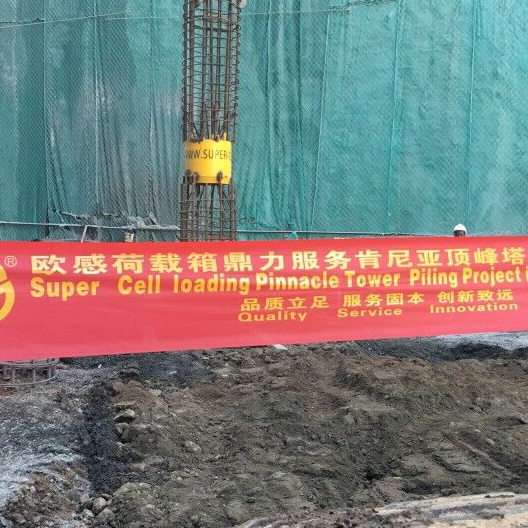 WWW.SUPER-
® 欧感荷载箱鼎力服务肯尼亚顶峰塔
Super Cell loading Pinnacle Tower Piling Project i
品质立足 服务固本 创新致远
Quality Service Innovation